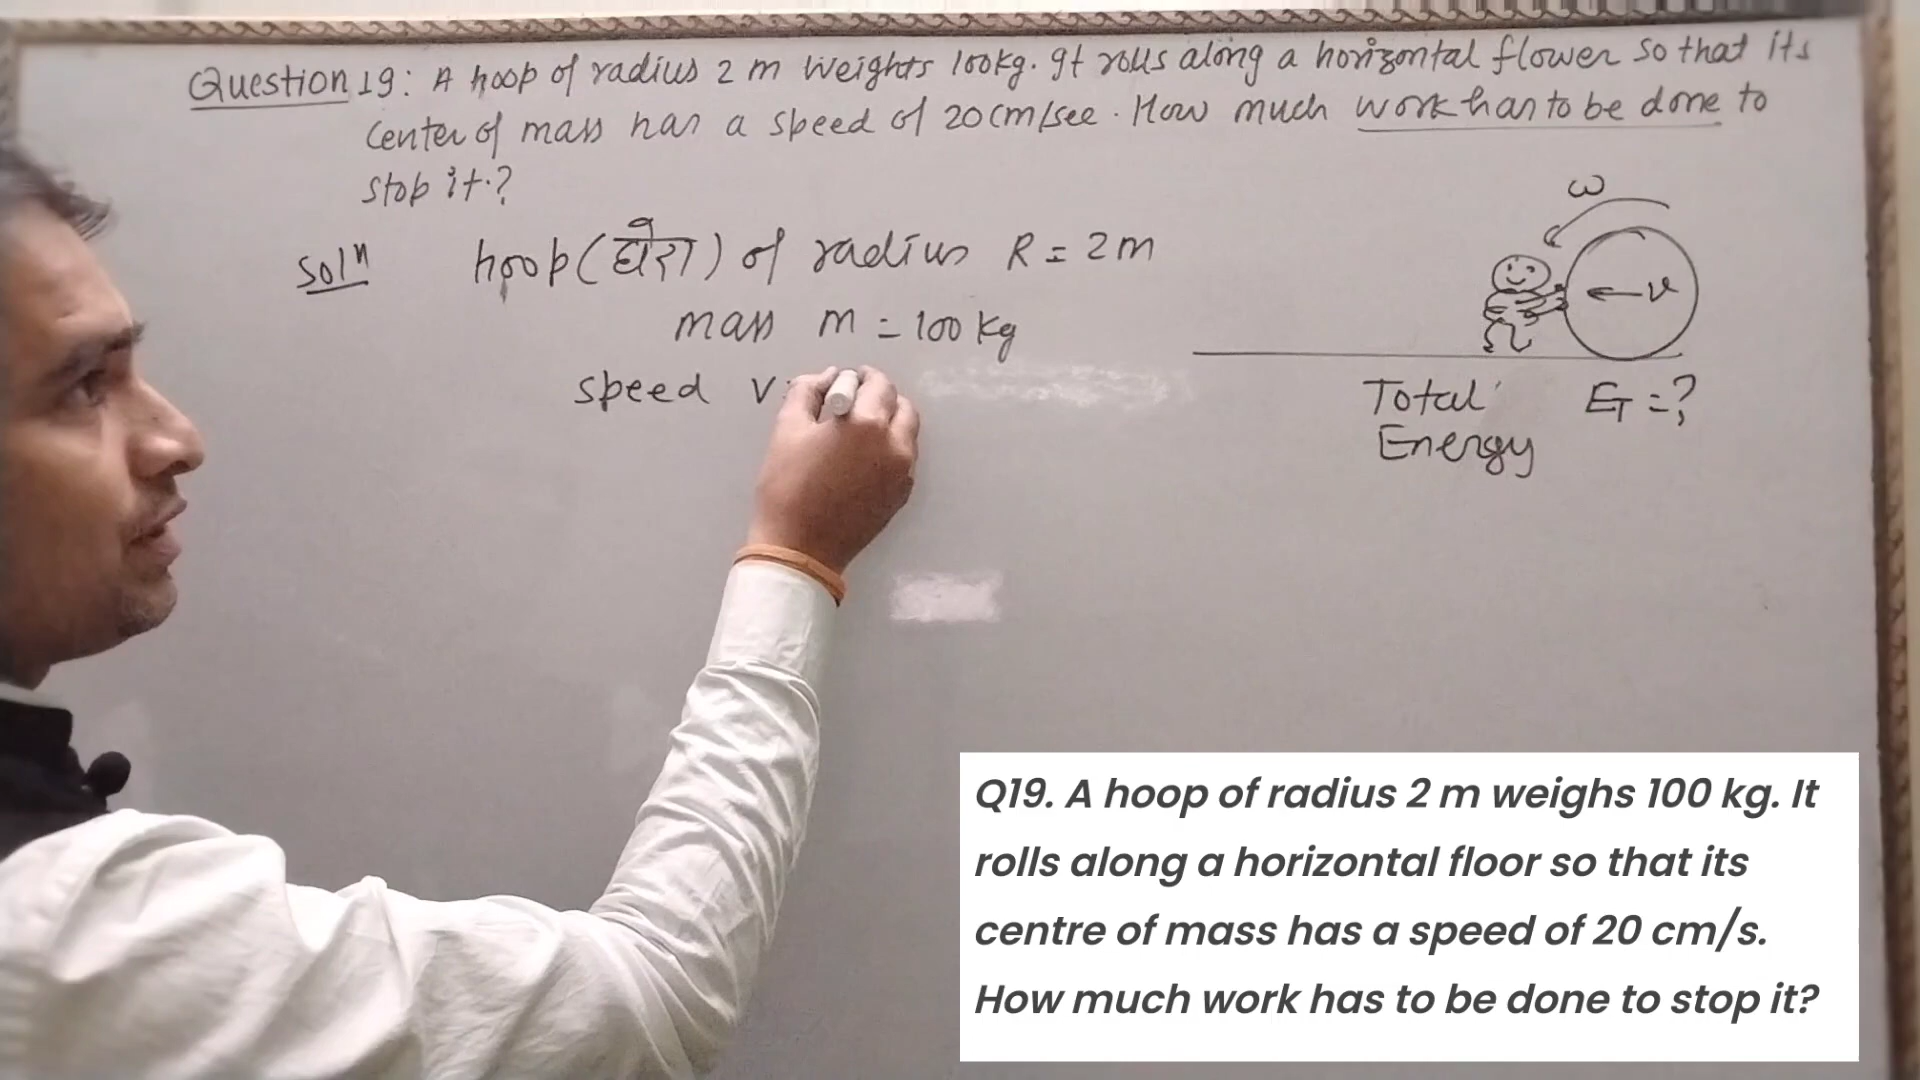 Question 19: A hoop of radius 2 m weights 100kg. It rolls along a horizontal flower so that its
center of mass has a speed of 20 cm/see. How much work has to be done to
stop it.?
ω
Solⁿ hoop (घेरा) of radius R = 2m
v
mass m = 100 kg
speed v =
Total Energy E_T = ?
Q19. A hoop of radius 2 m weighs 100 kg. It
rolls along a horizontal floor so that its
centre of mass has a speed of 20 cm/s.
How much work has to be done to stop it?